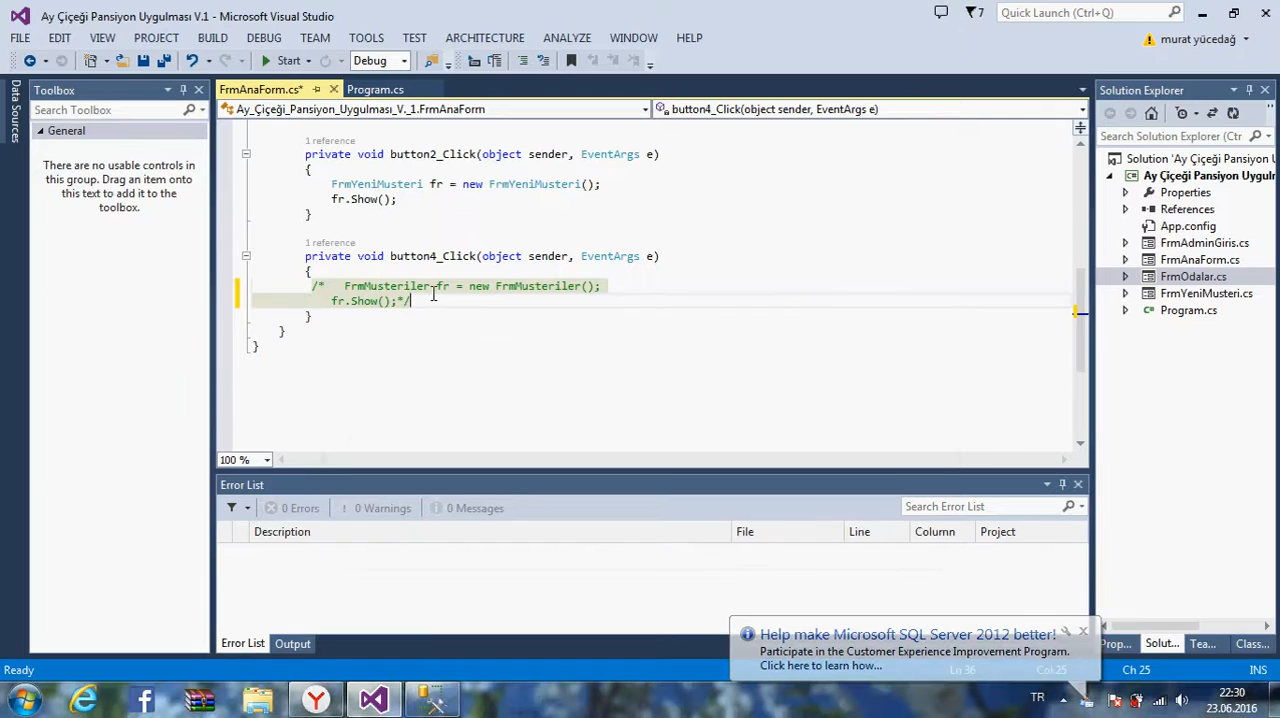 Ay Çiçeği Pansiyon Uygulması V.1 - Microsoft Visual Studio
7
Quick Launch (Ctrl+Q)
FILE EDIT VIEW PROJECT BUILD DEBUG TEAM TOOLS TEST ARCHITECTURE ANALYZE WINDOW HELP
murat yücedağ
Start
Debug
Data Sources
Toolbox
Search Toolbox
General
There are no usable controls in
this group. Drag an item onto
this text to add it to the
toolbox.
FrmAnaForm.cs*
Program.cs
Ay_Çiçeği_Pansiyon_Uygulması_V._1.FrmAnaForm
button4_Click(object sender, EventArgs e)
1 reference
private void button2_Click(object sender, EventArgs e)
{
FrmYeniMusteri fr = new FrmYeniMusteri();
fr.Show();
}
1 reference
private void button4_Click(object sender, EventArgs e)
{
/* FrmMusteriler fr = new FrmMusteriler();
fr.Show();*/
}
}
}
100 %
Error List
0 Errors
0 Warnings
0 Messages
Search Error List
Description
File
Line
Column
Project
Error List
Output
Solution Explorer
Search Solution Explorer (Ctrl
Solution 'Ay Çiçeği Pansiyon
Ay Çiçeği Pansiyon Uygulm
Properties
References
App.config
FrmAdminGiris.cs
FrmAnaForm.cs
FrmOdalar.cs
FrmYeniMusteri.cs
Program.cs
Prop...
Solut...
Tea...
Class...
Help make Microsoft SQL Server 2012 better!
Participate in the Customer Experience Improvement Program.
Click here to learn how...
Ready
Ln 36
Col 25
Ch 25
INS
TR
22:30
23.06.2016